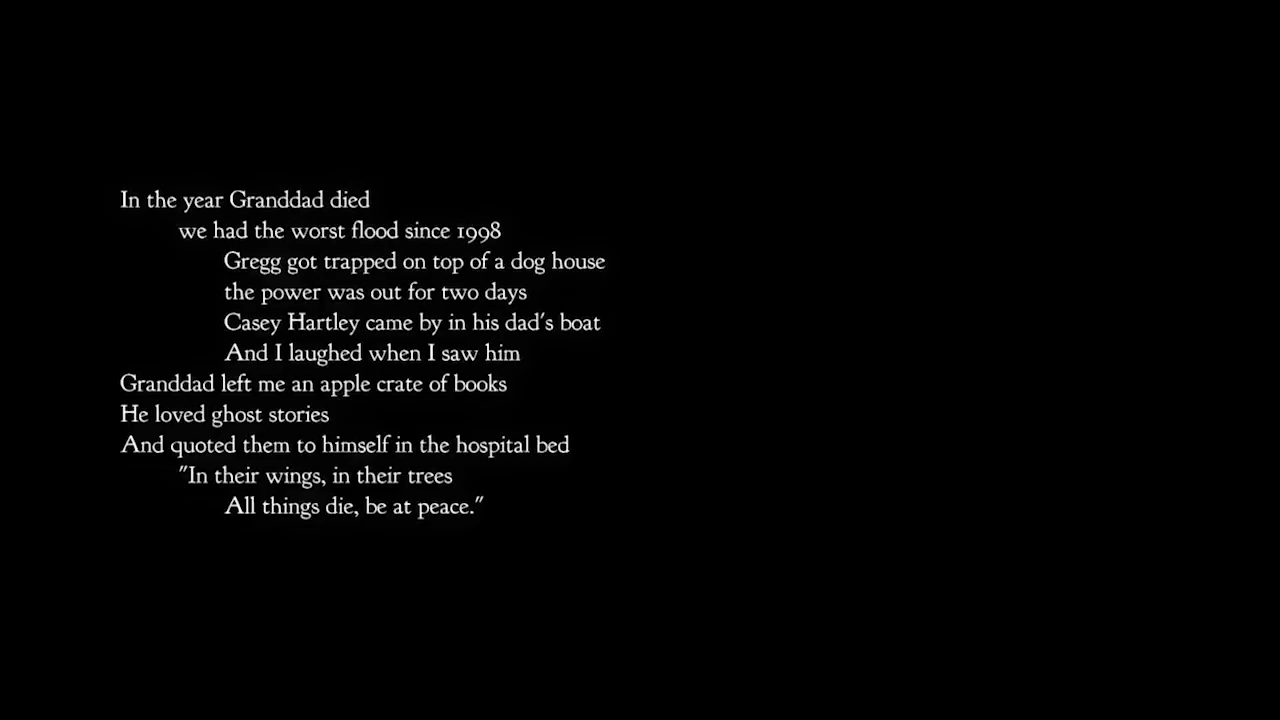 In the year Granddad died
we had the worst flood since 1998
Gregg got trapped on top of a dog house
the power was out for two days
Casey Hartley came by in his dad's boat
And I laughed when I saw him
Granddad left me an apple crate of books
He loved ghost stories
And quoted them to himself in the hospital bed
"In their wings, in their trees
All things die, be at peace."